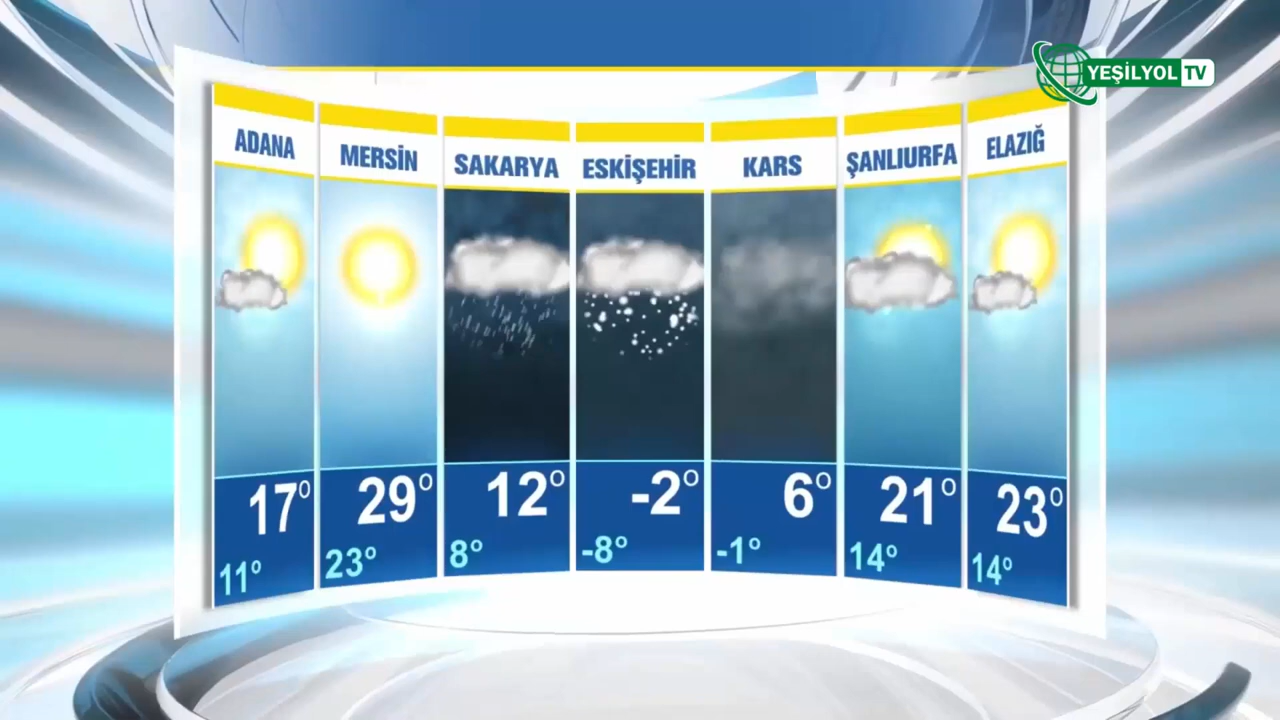 YEŞİLYOL TV
ADANA
17°
11°
MERSİN
29°
23°
SAKARYA
12°
8°
ESKİŞEHİR
-2°
-8°
KARS
6°
-1°
ŞANLIURFA
21°
14°
ELAZIĞ
23°
14°